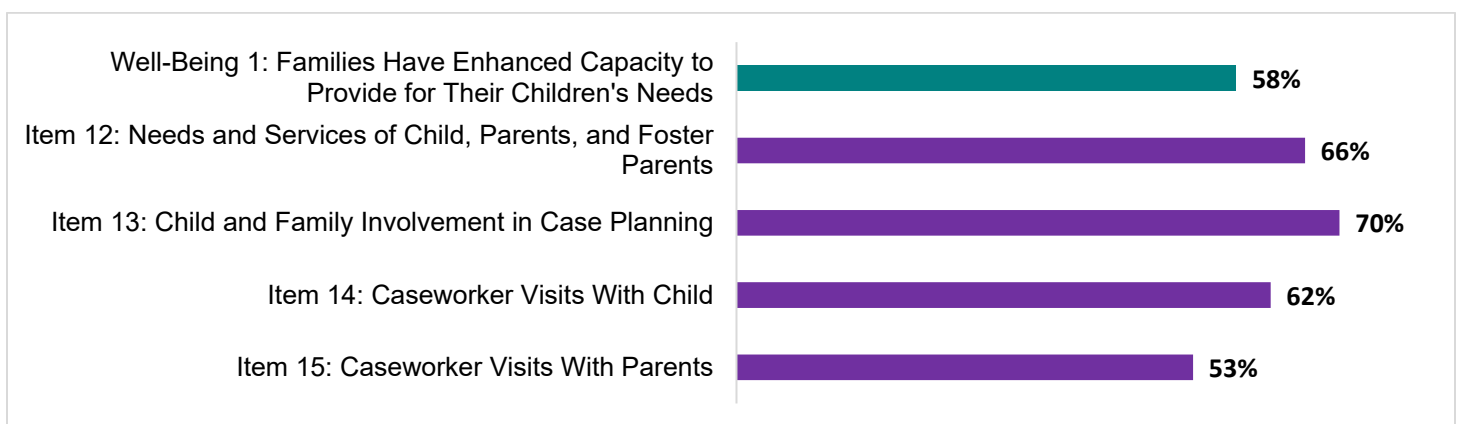 Well-Being 1: Families Have Enhanced Capacity to
Provide for Their Children's Needs
58%
Item 12: Needs and Services of Child, Parents, and Foster
Parents
66%
Item 13: Child and Family Involvement in Case Planning
70%
Item 14: Caseworker Visits With Child
62%
Item 15: Caseworker Visits With Parents
53%